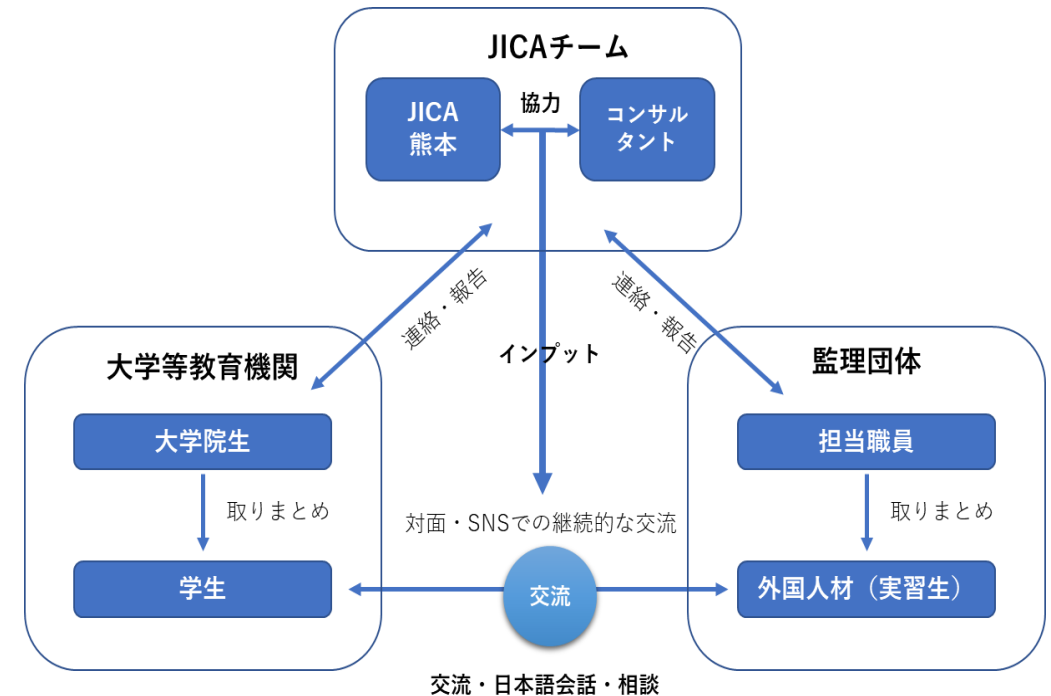 JICAチーム
JICA
熊本
協力
コンサル
タント
連絡・報告
連絡・報告
インプット
大学等教育機関
大学院生
取りまとめ
学生
監理団体
担当職員
取りまとめ
外国人材（実習生）
対面・SNSでの継続的な交流
交流
交流・日本語会話・相談